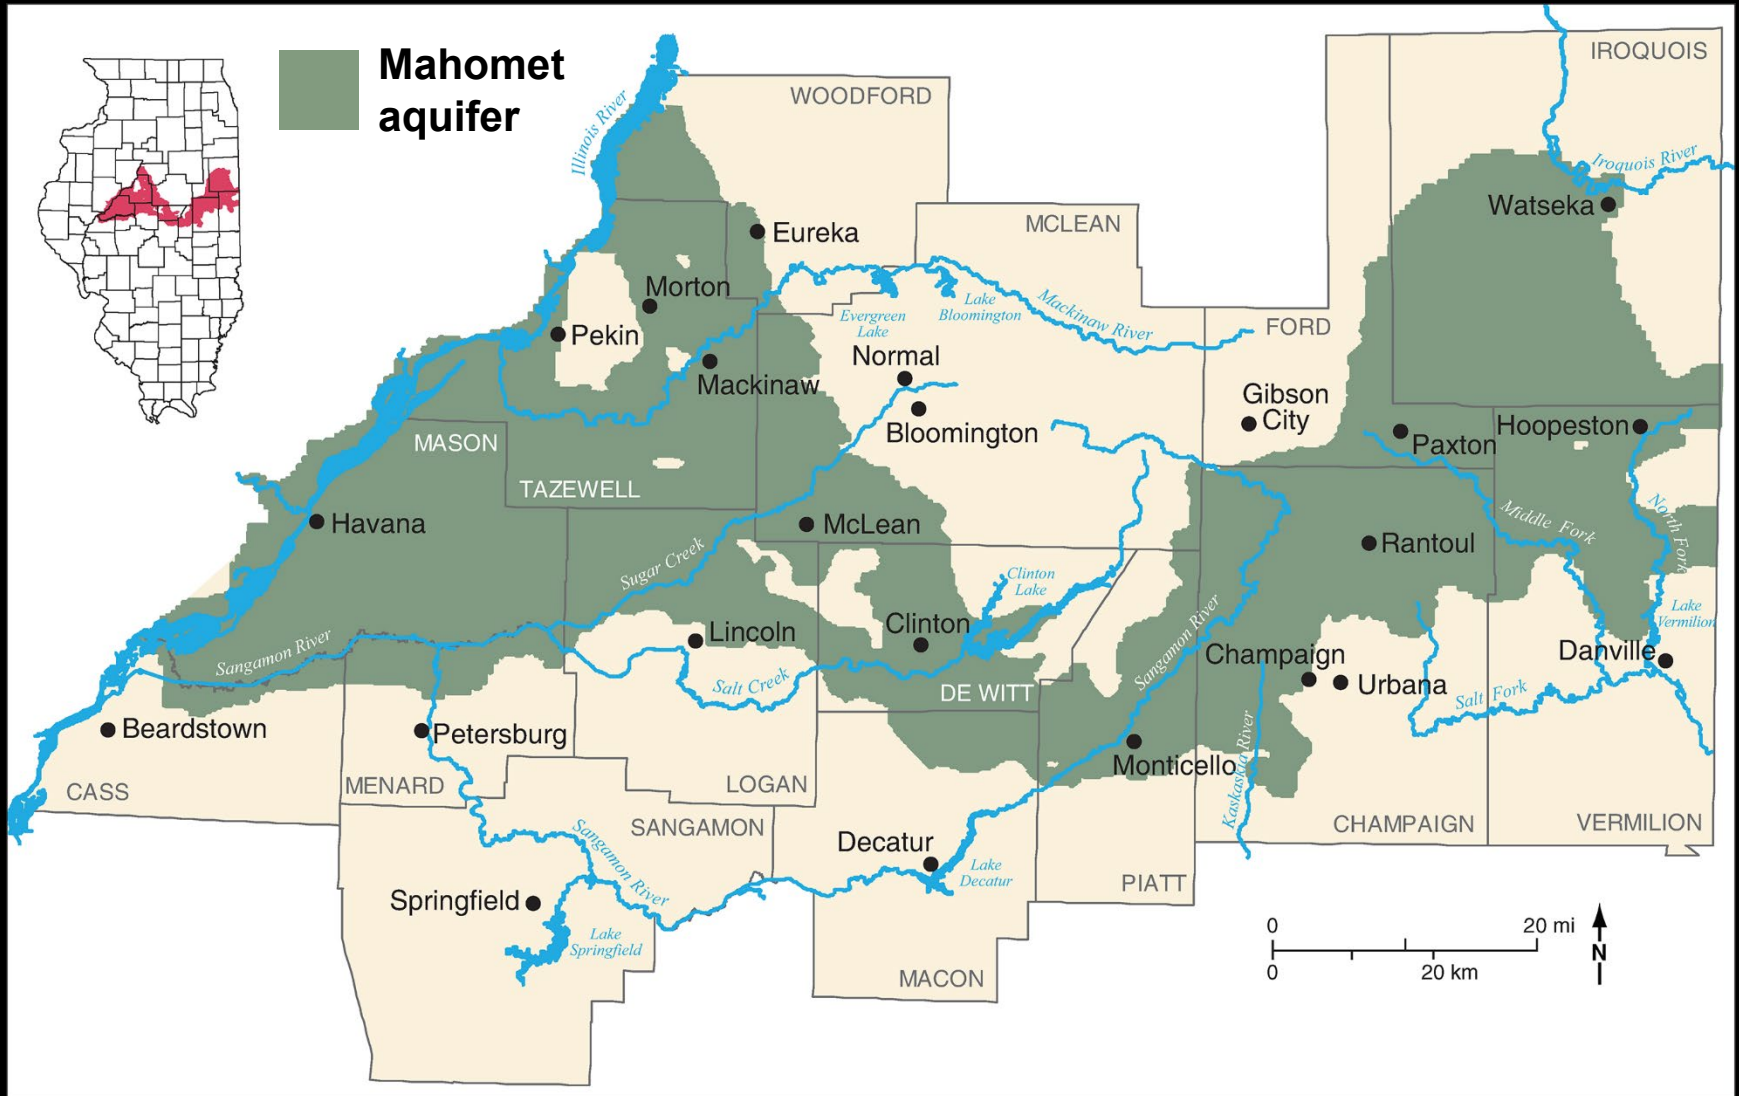 Mahomet
aquifer
WOODFORD
IROQUOIS
Illinois River
Iroquois River
Watseka
MCLEAN
Eureka
Morton
Lake
Bloomington
Mackinaw River
Evergreen
Lake
FORD
Pekin
Normal
Mackinaw
Gibson
City
Bloomington
Hoopeston
Paxton
MASON
TAZEWELL
Havana
McLean
Middle Fork
North Fork
Rantoul
Sugar Creek
Clinton
Lake
Lake
Vermilion
Clinton
Lincoln
Sangamon River
Sangamon River
Champaign
Urbana
Danville
Salt Creek
DE WITT
Salt Fork
Beardstown
Petersburg
Monticello
Kaskaskia River
CASS
MENARD
LOGAN
SANGAMON
CHAMPAIGN
VERMILION
Sangamon River
Decatur
Lake
Decatur
PIATT
Springfield
Lake
Springfield
MACON
0 20 mi
0 20 km
N